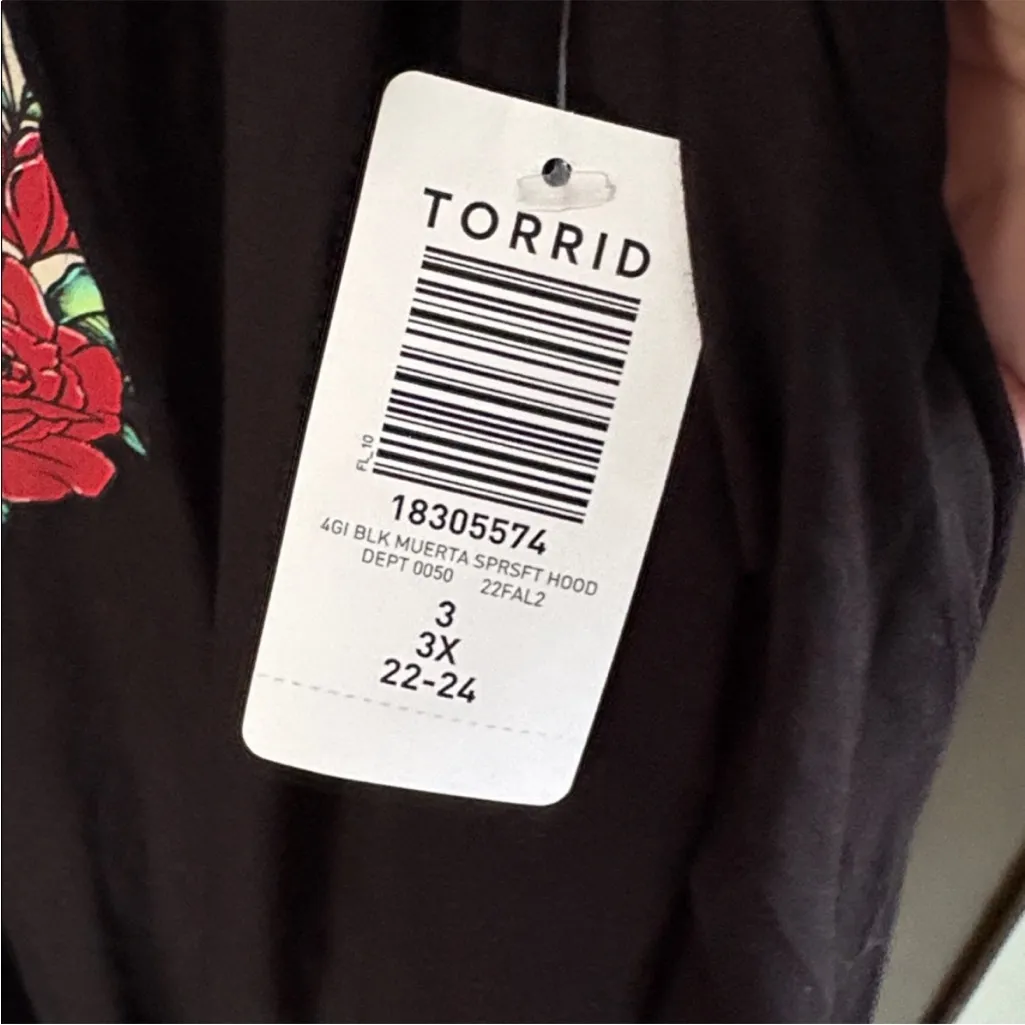 TORRID
FL_10
18305574
4GI BLK MUERTA SPRSFT HOOD
DEPT 0050 22FAL2
3
3X
22-24